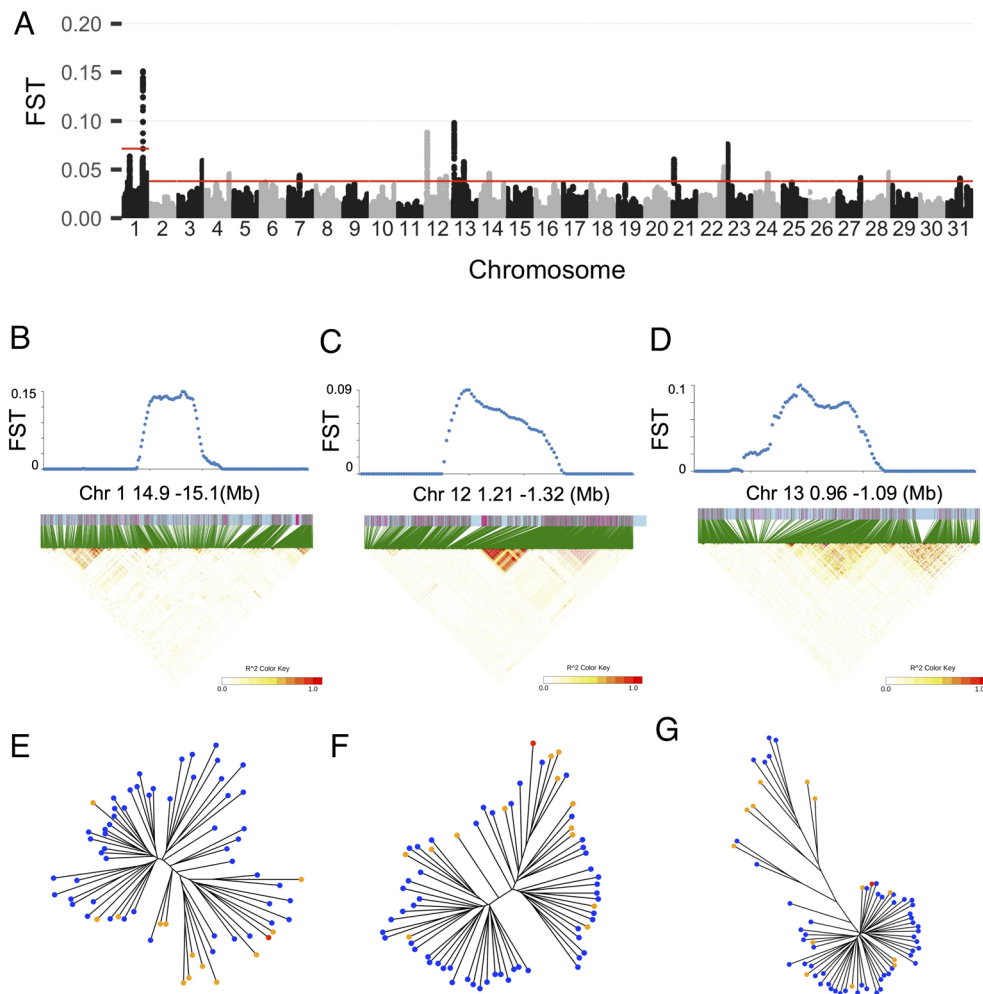 A
FST
0.20
0.15
0.10
0.05
0.00
1 2 3 4 5 6 7 8 9 10 11 12 13 14 15 16 17 18 19 20 21 22 23 24 25 26 27 28 29 30 31
Chromosome
B
FST
0.15
0
Chr 1 14.9 -15.1(Mb)
R^2 Color Key
0.0 1.0
C
FST
0.09
0
Chr 12 1.21 -1.32 (Mb)
R^2 Color Key
0.0 1.0
D
FST
0.1
0
Chr 13 0.96 -1.09 (Mb)
R^2 Color Key
0.0 1.0
E
F
G